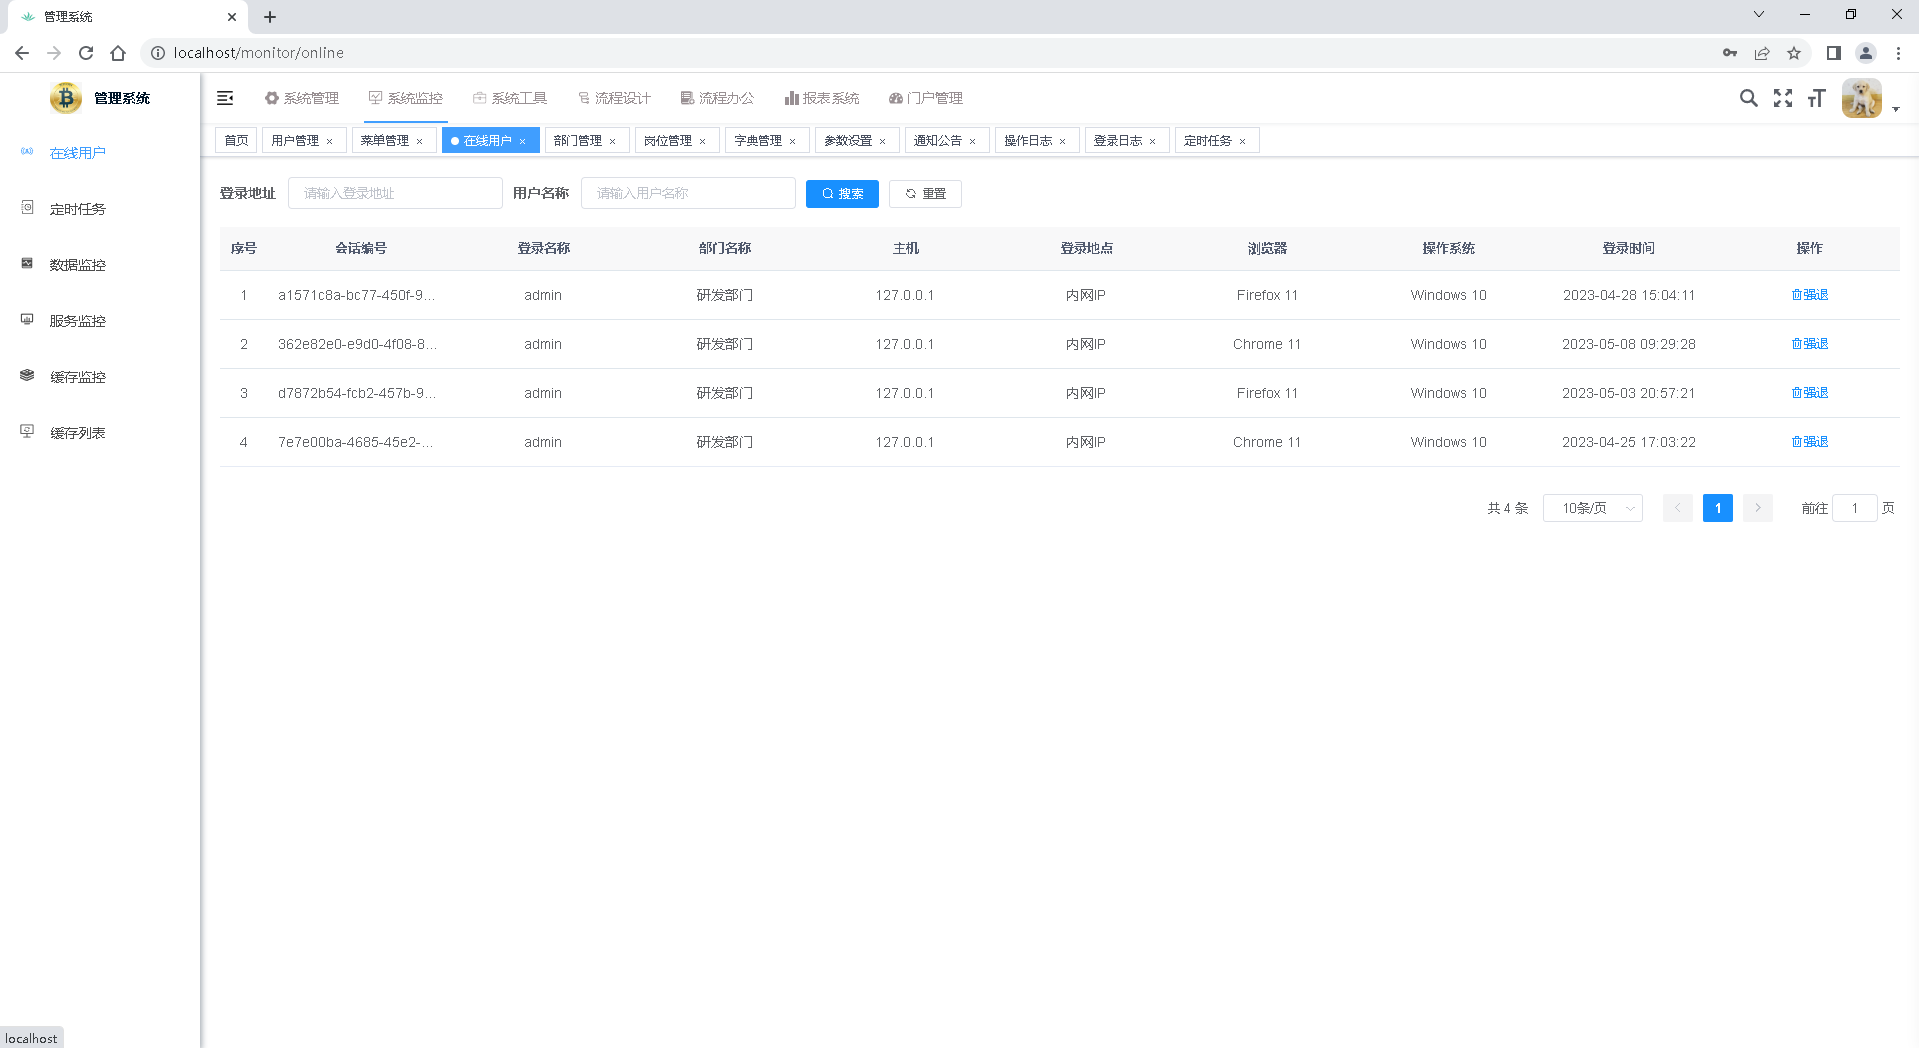 管理系统
localhost/monitor/online
管理系统
系统管理 系统监控 系统工具 流程设计 流程办公 报表系统 门户管理
首页 用户管理 × 菜单管理 × 在线用户 × 部门管理 × 岗位管理 × 字典管理 × 参数设置 × 通知公告 × 操作日志 × 登录日志 × 定时任务 ×
在线用户
定时任务
数据监控
服务监控
缓存监控
缓存列表
登录地址 请输入登录地址 用户名称 请输入用户名称 搜索 重置
序号 会话编号 登录名称 部门名称 主机 登录地点 浏览器 操作系统 登录时间 操作
1 a1571c8a-bc77-450f-9... admin 研发部门 127.0.0.1 内网IP Firefox 11 Windows 10 2023-04-28 15:04:11 强退
2 362e82e0-e9d0-4f08-8... admin 研发部门 127.0.0.1 内网IP Chrome 11 Windows 10 2023-05-08 09:29:28 强退
3 d7872b54-fcb2-457b-9... admin 研发部门 127.0.0.1 内网IP Firefox 11 Windows 10 2023-05-03 20:57:21 强退
4 7e7e00ba-4685-45e2-... admin 研发部门 127.0.0.1 内网IP Chrome 11 Windows 10 2023-04-25 17:03:22 强退
共 4 条 10条/页 1 前往 1 页
localhost